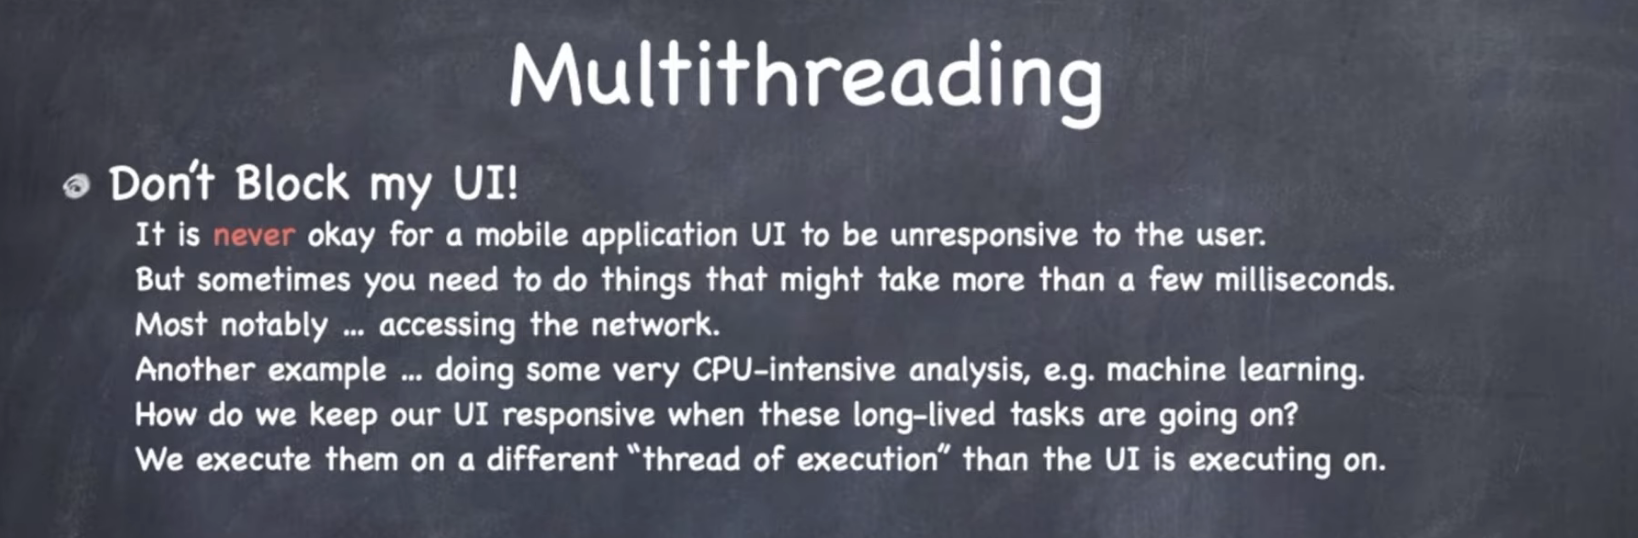 Multithreading
Don't Block my UI!
It is never okay for a mobile application UI to be unresponsive to the user.
But sometimes you need to do things that might take more than a few milliseconds.
Most notably ... accessing the network.
Another example ... doing some very CPU-intensive analysis, e.g. machine learning.
How do we keep our UI responsive when these long-lived tasks are going on?
We execute them on a different “thread of execution” than the UI is executing on.